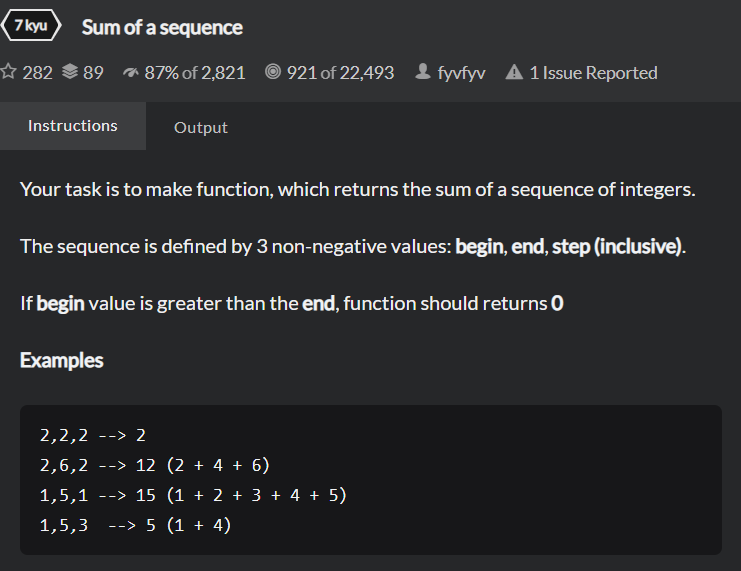 7 kyu Sum of a sequence
282 89 87% of 2,821 921 of 22,493 fyvfyv 1 Issue Reported
Instructions Output
Your task is to make function, which returns the sum of a sequence of integers.
The sequence is defined by 3 non-negative values: begin, end, step (inclusive).
If begin value is greater than the end, function should returns 0
Examples
2,2,2 --> 2
2,6,2 --> 12 (2 + 4 + 6)
1,5,1 --> 15 (1 + 2 + 3 + 4 + 5)
1,5,3  --> 5 (1 + 4)